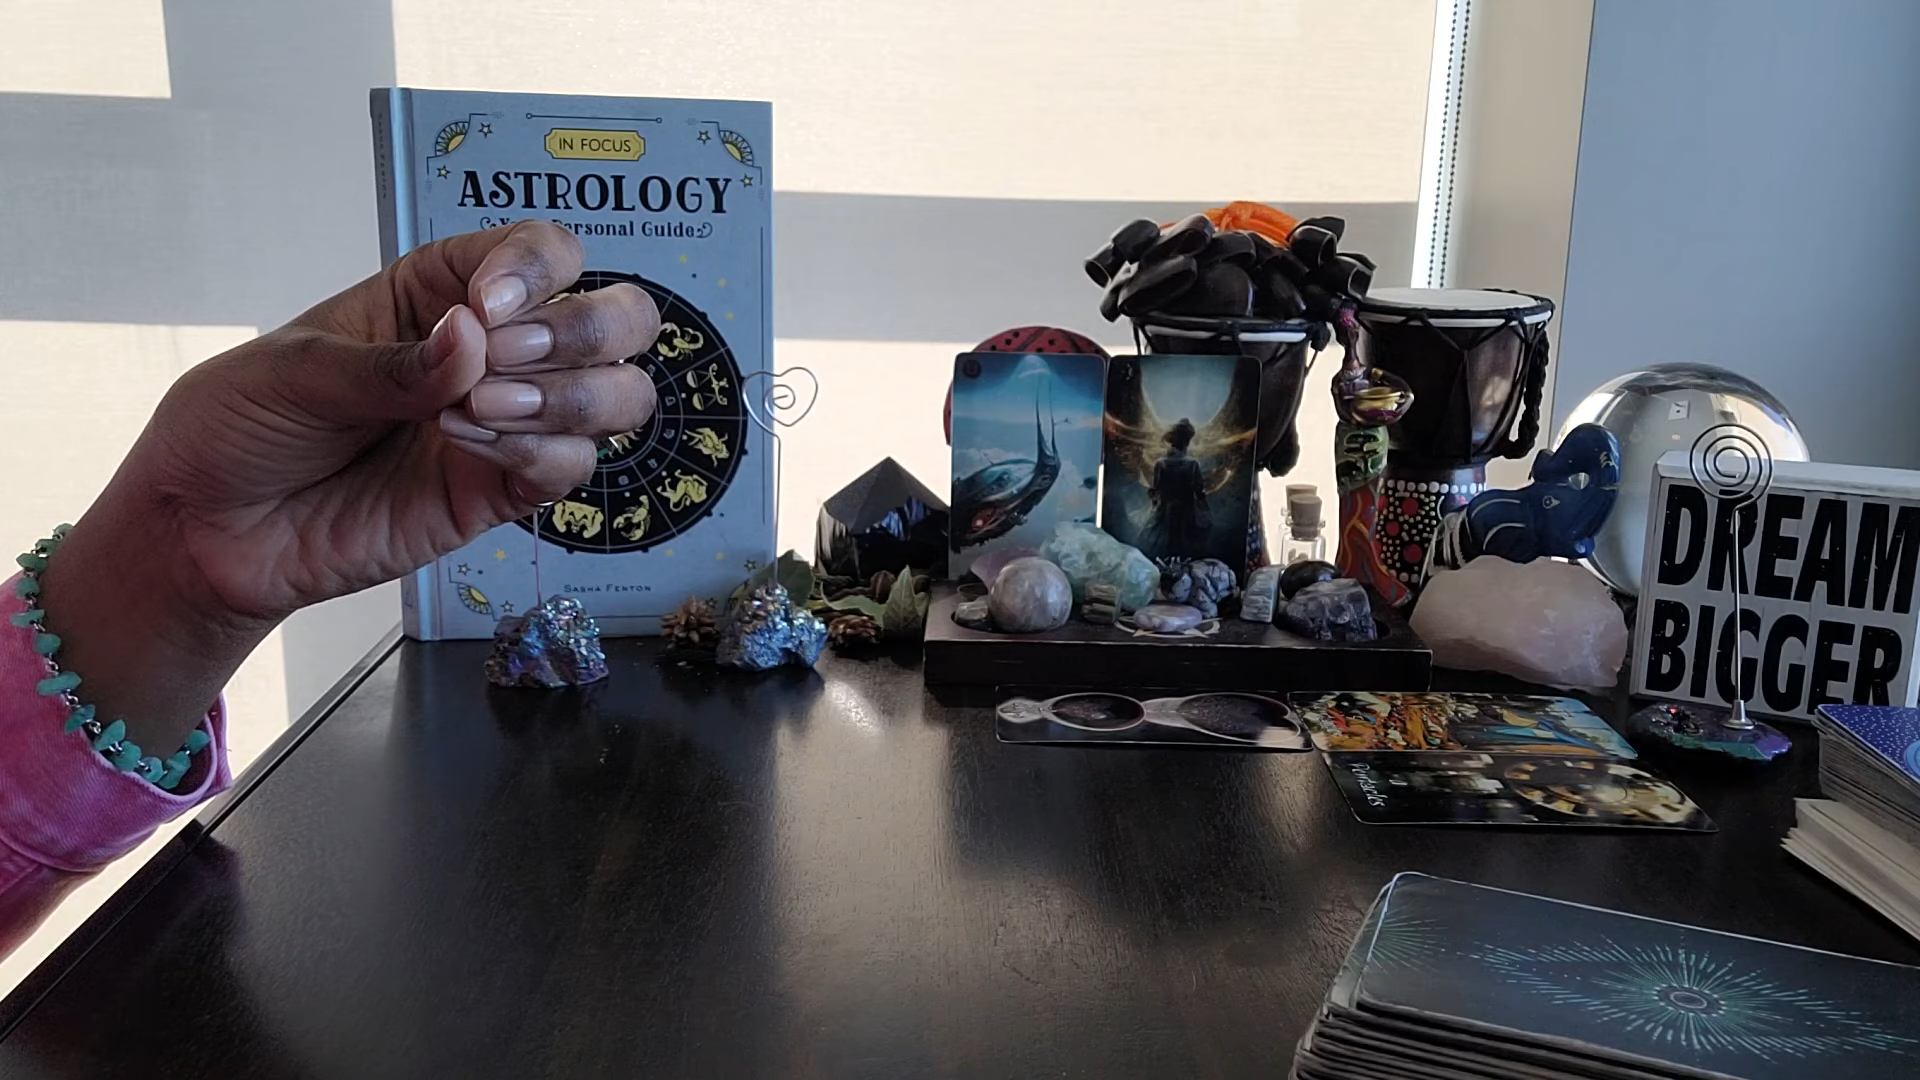 IN FOCUS
ASTROLOGY
Personal Guide
SASHA FENTON
DREAM
BIGGER
Pentacles